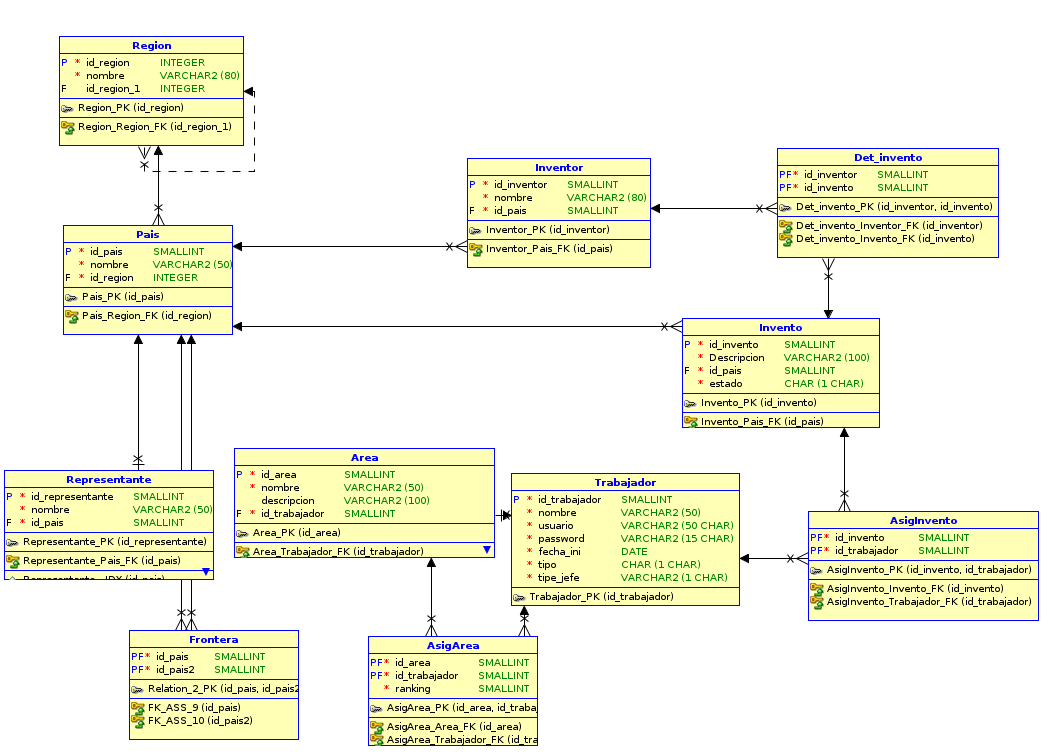 Region
P * id_region INTEGER
* nombre VARCHAR2 (80)
F id_region_1 INTEGER
Region_PK (id_region)
Region_Region_FK (id_region_1)
Inventor
P * id_inventor SMALLINT
* nombre VARCHAR2 (80)
F * id_pais SMALLINT
Inventor_PK (id_inventor)
Inventor_Pais_FK (id_pais)
Det_invento
PF* id_inventor SMALLINT
PF* id_invento SMALLINT
Det_invento_PK (id_inventor, id_invento)
Det_invento_Inventor_FK (id_inventor)
Det_invento_Invento_FK (id_invento)
Pais
P * id_pais SMALLINT
* nombre VARCHAR2 (50)
F * id_region INTEGER
Pais_PK (id_pais)
Pais_Region_FK (id_region)
Invento
P * id_invento SMALLINT
* Descripcion VARCHAR2 (100)
F * id_pais SMALLINT
* estado CHAR (1 CHAR)
Invento_PK (id_invento)
Invento_Pais_FK (id_pais)
Representante
P * id_representante SMALLINT
* nombre VARCHAR2 (50)
F * id_pais SMALLINT
Representante_PK (id_representante)
Representante_Pais_FK (id_pais)
Representante__IDX (id_pais)
Area
P * id_area SMALLINT
* nombre VARCHAR2 (50)
descripcion VARCHAR2 (100)
F * id_trabajador SMALLINT
Area_PK (id_area)
Area_Trabajador_FK (id_trabajador)
Trabajador
P * id_trabajador SMALLINT
* nombre VARCHAR2 (50)
* usuario VARCHAR2 (50 CHAR)
* password VARCHAR2 (15 CHAR)
* fecha_ini DATE
* tipo CHAR (1 CHAR)
* tipe_jefe VARCHAR2 (1 CHAR)
Trabajador_PK (id_trabajador)
AsigInvento
PF* id_invento SMALLINT
PF* id_trabajador SMALLINT
AsigInvento_PK (id_invento, id_trabajador)
AsigInvento_Invento_FK (id_invento)
AsigInvento_Trabajador_FK (id_trabajador)
Frontera
PF* id_pais SMALLINT
PF* id_pais2 SMALLINT
Relation_2_PK (id_pais, id_pais2
FK_ASS_9 (id_pais)
FK_ASS_10 (id_pais2)
AsigArea
PF* id_area SMALLINT
PF* id_trabajador SMALLINT
* ranking SMALLINT
AsigArea_PK (id_area, id_traba
AsigArea_Area_FK (id_area)
AsigArea_Trabajador_FK (id_tra